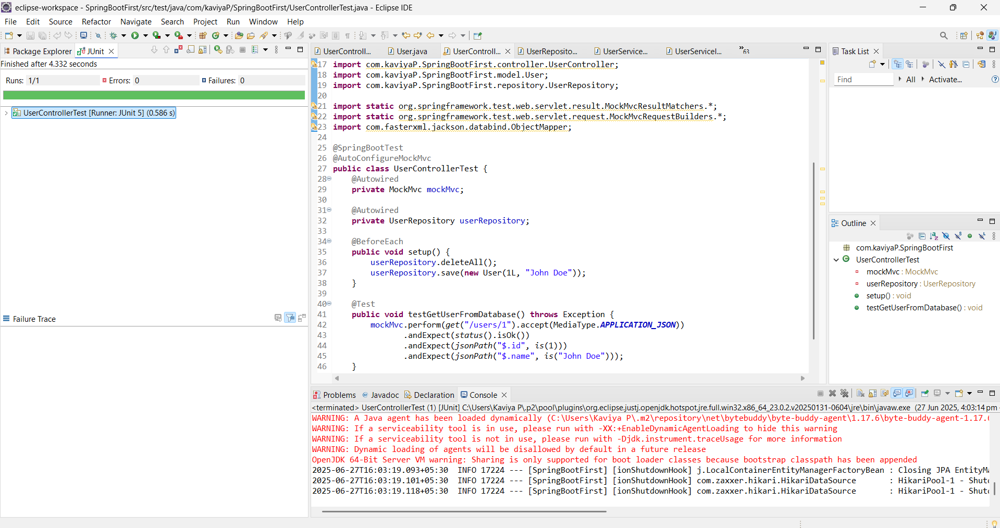 eclipse-workspace - SpringBootFirst/src/test/java/com/kaviyaP/SpringBootFirst/UserControllerTest.java - Eclipse IDE
File Edit Source Refactor Navigate Search Project Run Window Help
Package Explorer JUnit
Finished after 4.332 seconds
Runs: 1/1 Errors: 0 Failures: 0
UserControllerTest [Runner: JUnit 5] (0.586 s)
Failure Trace
UserControll... User.java UserControll... UserReposito... UserService... UserServicel... »63
17 import com.kaviyaP.SpringBootFirst.controller.UserController;
18 import com.kaviyaP.SpringBootFirst.model.User;
19 import com.kaviyaP.SpringBootFirst.repository.UserRepository;
20
21 import static org.springframework.test.web.servlet.result.MockMvcResultMatchers.*;
22 import static org.springframework.test.web.servlet.request.MockMvcRequestBuilders.*;
23 import com.fasterxml.jackson.databind.ObjectMapper;
24
25 @SpringBootTest
26 @AutoConfigureMockMvc
27 public class UserControllerTest {
28 @Autowired
29 private MockMvc mockMvc;
30
31 @Autowired
32 private UserRepository userRepository;
33
34 @BeforeEach
35 public void setup() {
36 userRepository.deleteAll();
37 userRepository.save(new User(1L, "John Doe"));
38 }
39
40 @Test
41 public void testGetUserFromDatabase() throws Exception {
42 mockMvc.perform(get("/users/1").accept(MediaType.APPLICATION_JSON))
43 .andExpect(status().isOk())
44 .andExpect(jsonPath("$.id", is(1)))
45 .andExpect(jsonPath("$.name", is("John Doe")));
46 }
Problems @ Javadoc Declaration Console
<terminated> UserControllerTest (1) [JUnit] C:\Users\Kaviya P\.p2\pool\plugins\org.eclipse.justj.openjdk.hotspot.jre.full.win32.x86_64_23.0.2.v20250131-0604\jre\bin\javaw.exe (27 Jun 2025, 4:03:14 pm -
WARNING: A Java agent has been loaded dynamically (C:\Users\Kaviya P\.m2\repository\net\bytebuddy\byte-buddy-agent\1.17.6\byte-buddy-agent-1.17.6
WARNING: If a serviceability tool is in use, please run with -XX:+EnableDynamicAgentLoading to hide this warning
WARNING: If a serviceability tool is not in use, please run with -Djdk.instrument.traceUsage for more information
WARNING: Dynamic loading of agents will be disallowed by default in a future release
OpenJDK 64-Bit Server VM warning: Sharing is only supported for boot loader classes because bootstrap classpath has been appended
2025-06-27T16:03:19.093+05:30 INFO 17224 --- [SpringBootFirst] [ionShutdownHook] j.LocalContainerEntityManagerFactoryBean : Closing JPA EntityMa
2025-06-27T16:03:19.101+05:30 INFO 17224 --- [SpringBootFirst] [ionShutdownHook] com.zaxxer.hikari.HikariDataSource : HikariPool-1 - Shutd
2025-06-27T16:03:19.118+05:30 INFO 17224 --- [SpringBootFirst] [ionShutdownHook] com.zaxxer.hikari.HikariDataSource : HikariPool-1 - Shutd
Task List
Find All Activate...
Outline
com.kaviyaP.SpringBootFirst
UserControllerTest
mockMvc : MockMvc
userRepository : UserRepository
setup() : void
testGetUserFromDatabase() : void